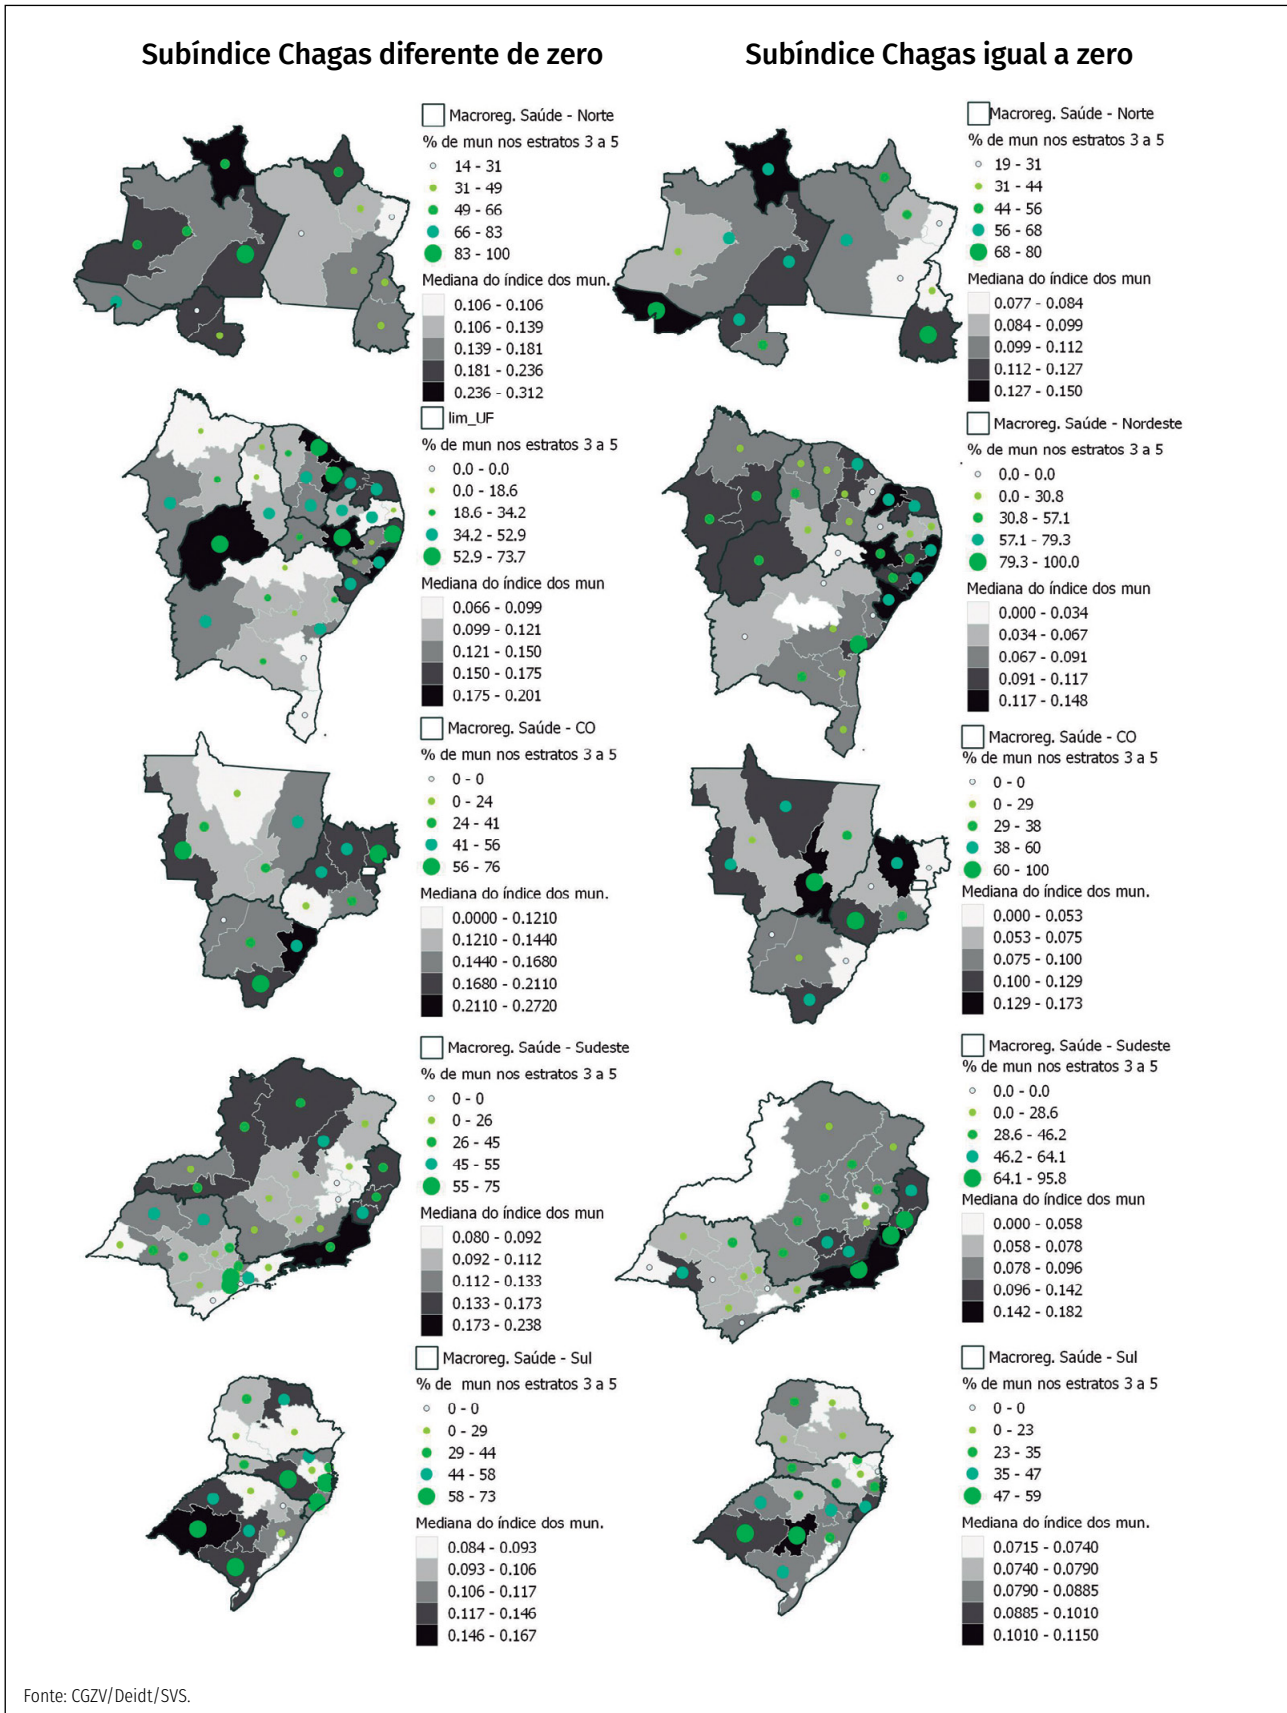 Subíndice Chagas diferente de zero
Subíndice Chagas igual a zero
Macroreg. Saúde - Norte
% de mun nos estratos 3 a 5
14 - 31
31 - 49
49 - 66
66 - 83
83 - 100
Mediana do índice dos mun.
0.106 - 0.106
0.106 - 0.139
0.139 - 0.181
0.181 - 0.236
0.236 - 0.312
Macroreg. Saúde - Norte
% de mun nos estratos 3 a 5
19 - 31
31 - 44
44 - 56
56 - 68
68 - 80
Mediana do índice dos mun
0.077 - 0.084
0.084 - 0.099
0.099 - 0.112
0.112 - 0.127
0.127 - 0.150
lim_UF
% de mun nos estratos 3 a 5
0.0 - 0.0
0.0 - 18.6
18.6 - 34.2
34.2 - 52.9
52.9 - 73.7
Mediana do índice dos mun
0.066 - 0.099
0.099 - 0.121
0.121 - 0.150
0.150 - 0.175
0.175 - 0.201
Macroreg. Saúde - Nordeste
% de mun nos estratos 3 a 5
0.0 - 0.0
0.0 - 30.8
30.8 - 57.1
57.1 - 79.3
79.3 - 100.0
Mediana do índice dos mun
0.000 - 0.034
0.034 - 0.067
0.067 - 0.091
0.091 - 0.117
0.117 - 0.148
Macroreg. Saúde - CO
% de mun nos estratos 3 a 5
0 - 0
0 - 24
24 - 41
41 - 56
56 - 76
Mediana do índice dos mun.
0.0000 - 0.1210
0.1210 - 0.1440
0.1440 - 0.1680
0.1680 - 0.2110
0.2110 - 0.2720
Macroreg. Saúde - CO
% de mun nos estratos 3 a 5
0 - 0
0 - 29
29 - 38
38 - 60
60 - 100
Mediana do índice dos mun.
0.000 - 0.053
0.053 - 0.075
0.075 - 0.100
0.100 - 0.129
0.129 - 0.173
Macroreg. Saúde - Sudeste
% de mun nos estratos 3 a 5
0 - 0
0 - 26
26 - 45
45 - 55
55 - 75
Mediana do índice dos mun
0.080 - 0.092
0.092 - 0.112
0.112 - 0.133
0.133 - 0.173
0.173 - 0.238
Macroreg. Saúde - Sudeste
% de mun nos estratos 3 a 5
0.0 - 0.0
0.0 - 28.6
28.6 - 46.2
46.2 - 64.1
64.1 - 95.8
Mediana do índice dos mun
0.000 - 0.058
0.058 - 0.078
0.078 - 0.096
0.096 - 0.142
0.142 - 0.182
Macroreg. Saúde - Sul
% de mun nos estratos 3 a 5
0 - 0
0 - 29
29 - 44
44 - 58
58 - 73
Mediana do índice dos mun.
0.084 - 0.093
0.093 - 0.106
0.106 - 0.117
0.117 - 0.146
0.146 - 0.167
Macroreg. Saúde - Sul
% de mun nos estratos 3 a 5
0 - 0
0 - 23
23 - 35
35 - 47
47 - 59
Mediana do índice dos mun.
0.0715 - 0.0740
0.0740 - 0.0790
0.0790 - 0.0885
0.0885 - 0.1010
0.1010 - 0.1150
Fonte: CGZV/Deidt/SVS.